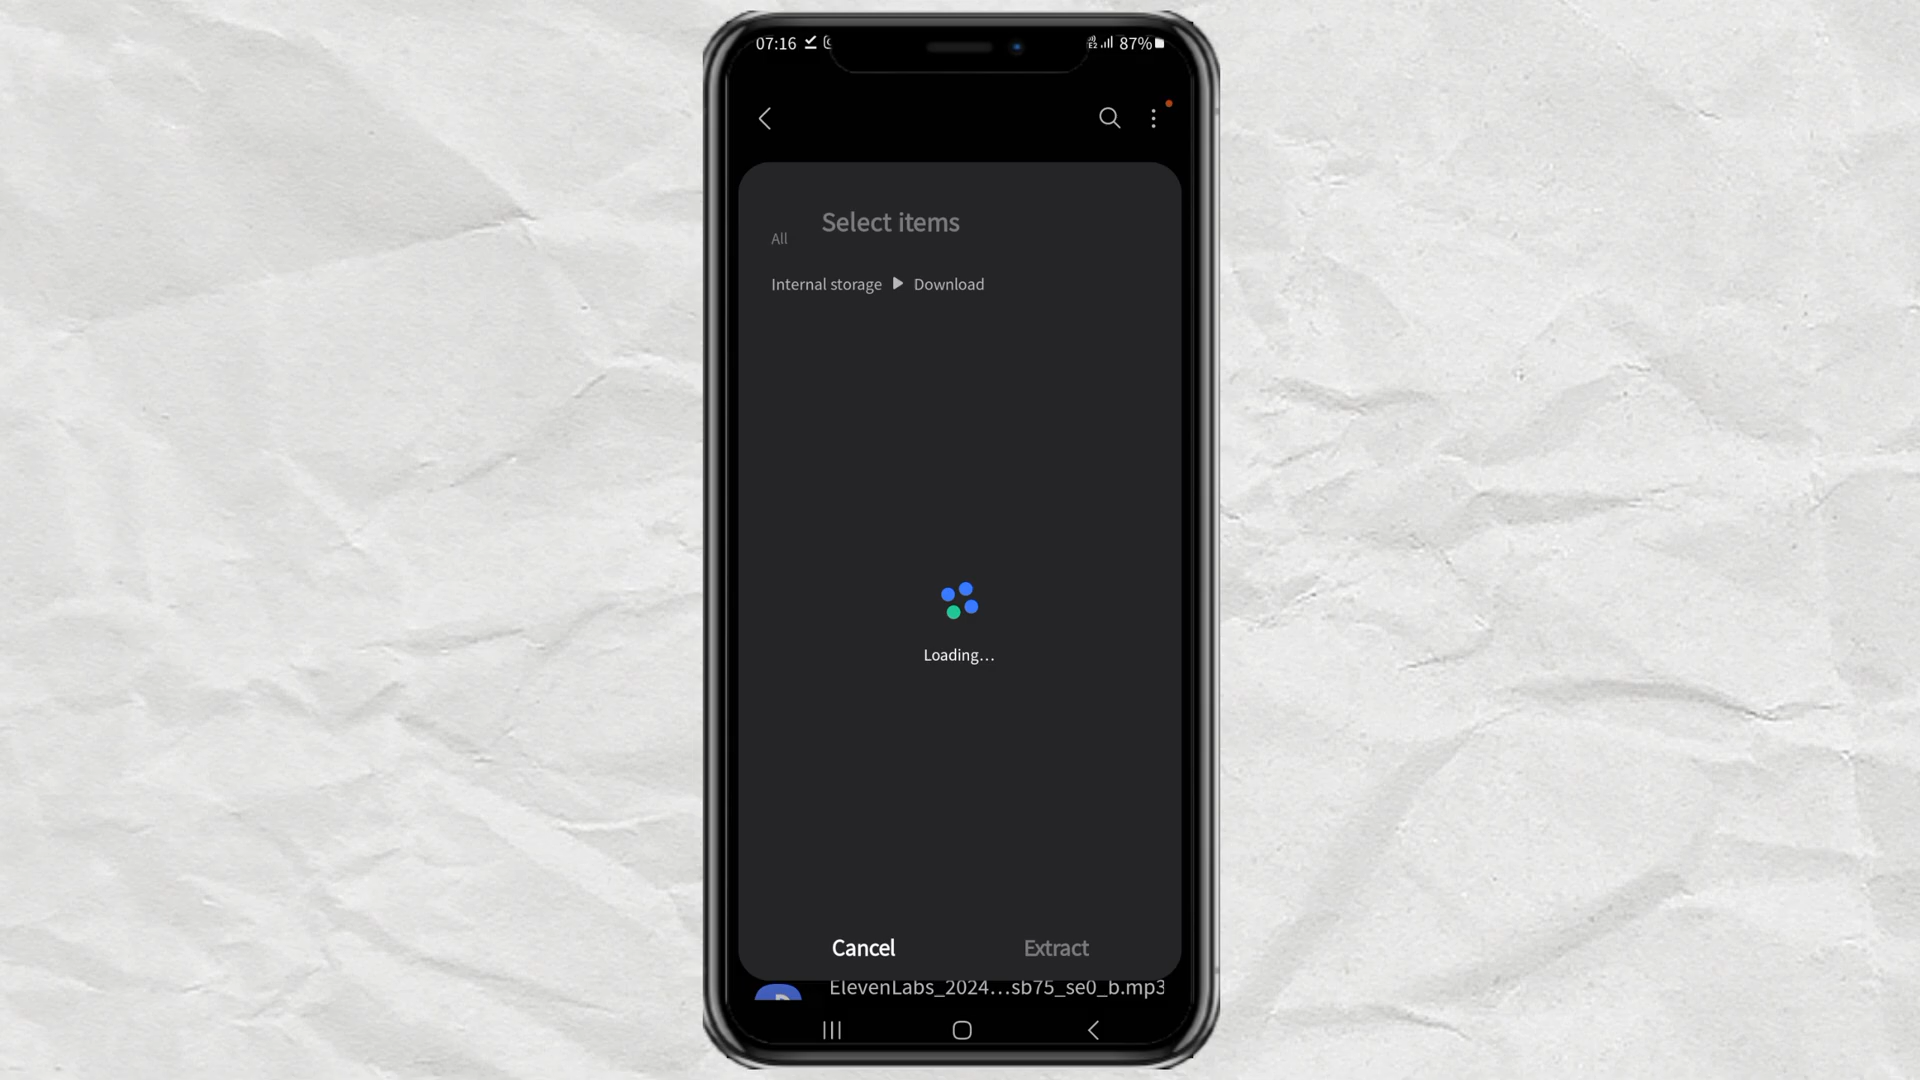 07:16 87%
Select items
All
Internal storage ▶ Download
Loading...
Cancel Extract
ElevenLabs_2024...sb75_se0_b.mp3